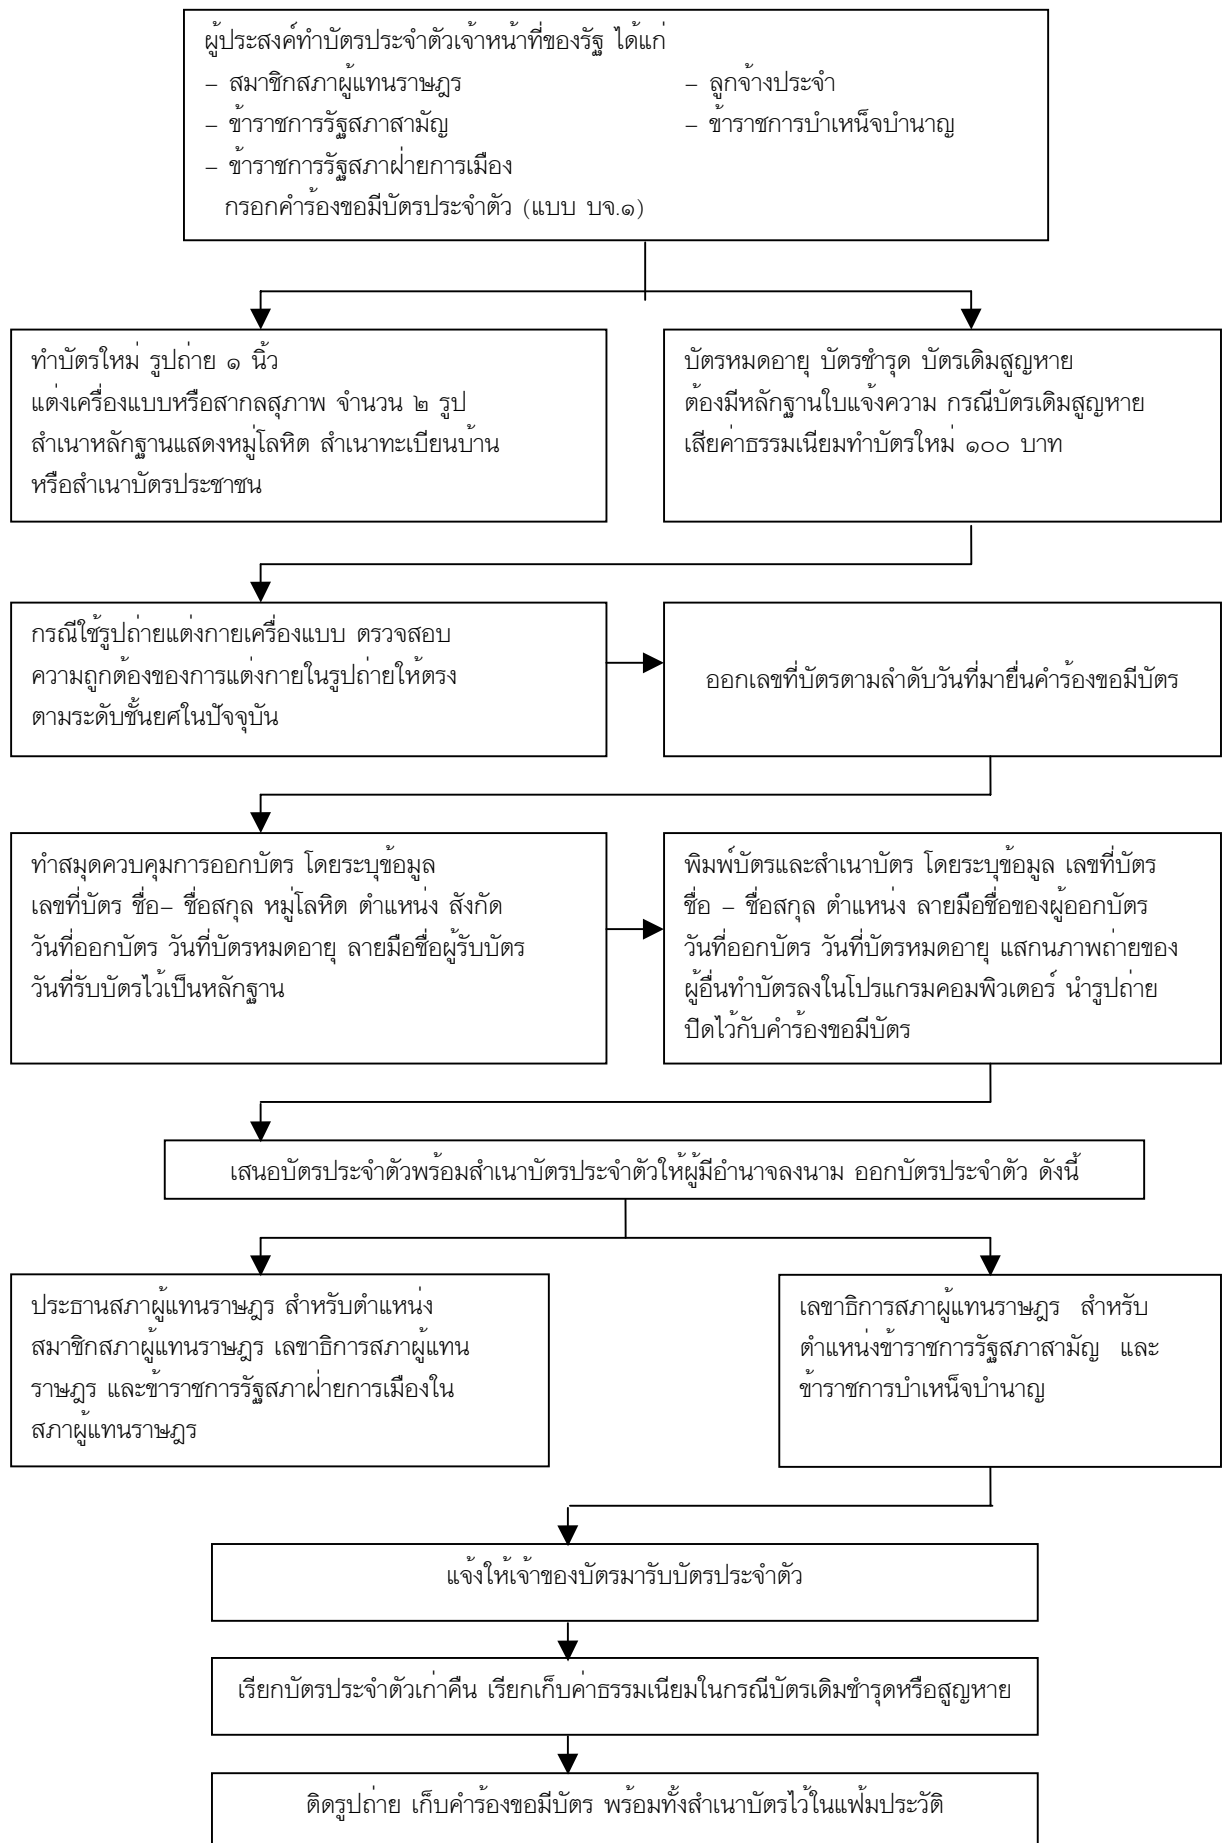 ผู้ประสงค์ทำบัตรประจำตัวเจ้าหน้าที่ของรัฐ ได้แก่
– สมาชิกสภาผู้แทนราษฎร – ลูกจ้างประจำ
– ข้าราชการรัฐสภาสามัญ – ข้าราชการบำเหน็จบำนาญ
– ข้าราชการรัฐสภาฝ่ายการเมือง
กรอกคำร้องขอมีบัตรประจำตัว (แบบ บจ.๑)
ทำบัตรใหม่ รูปถ่าย ๑ นิ้ว
แต่งเครื่องแบบหรือสากลสุภาพ จำนวน ๒ รูป
สำเนาหลักฐานแสดงหมู่โลหิต สำเนาทะเบียนบ้าน
หรือสำเนาบัตรประชาชน
บัตรหมดอายุ บัตรชำรุด บัตรเดิมสูญหาย
ต้องมีหลักฐานใบแจ้งความ กรณีบัตรเดิมสูญหาย
เสียค่าธรรมเนียมทำบัตรใหม่ ๑๐๐ บาท
กรณีใช้รูปถ่ายแต่งกายเครื่องแบบ ตรวจสอบ
ความถูกต้องของการแต่งกายในรูปถ่ายให้ตรง
ตามระดับชั้นยศในปัจจุบัน
ออกเลขที่บัตรตามลำดับวันที่มายื่นคำร้องขอมีบัตร
ทำสมุดควบคุมการออกบัตร โดยระบุข้อมูล
เลขที่บัตร ชื่อ– ชื่อสกุล หมู่โลหิต ตำแหน่ง สังกัด
วันที่ออกบัตร วันที่บัตรหมดอายุ ลายมือชื่อผู้รับบัตร
วันที่รับบัตรไว้เป็นหลักฐาน
พิมพ์บัตรและสำเนาบัตร โดยระบุข้อมูล เลขที่บัตร
ชื่อ – ชื่อสกุล ตำแหน่ง ลายมือชื่อของผู้ออกบัตร
วันที่ออกบัตร วันที่บัตรหมดอายุ แสกนภาพถ่ายของ
ผู้อื่นทำบัตรลงในโปรแกรมคอมพิวเตอร์ นำรูปถ่าย
ปิดไว้กับคำร้องขอมีบัตร
เสนอบัตรประจำตัวพร้อมสำเนาบัตรประจำตัวให้ผู้มีอำนาจลงนาม ออกบัตรประจำตัว ดังนี้
ประธานสภาผู้แทนราษฎร สำหรับตำแหน่ง
สมาชิกสภาผู้แทนราษฎร เลขาธิการสภาผู้แทน
ราษฎร และข้าราชการรัฐสภาฝ่ายการเมืองใน
สภาผู้แทนราษฎร
เลขาธิการสภาผู้แทนราษฎร สำหรับ
ตำแหน่งข้าราชการรัฐสภาสามัญ และ
ข้าราชการบำเหน็จบำนาญ
แจ้งให้เจ้าของบัตรมารับบัตรประจำตัว
เรียกบัตรประจำตัวเก่าคืน เรียกเก็บค่าธรรมเนียมในกรณีบัตรเดิมชำรุดหรือสูญหาย
ติดรูปถ่าย เก็บคำร้องขอมีบัตร พร้อมทั้งสำเนาบัตรไว้ในแฟ้มประวัติ